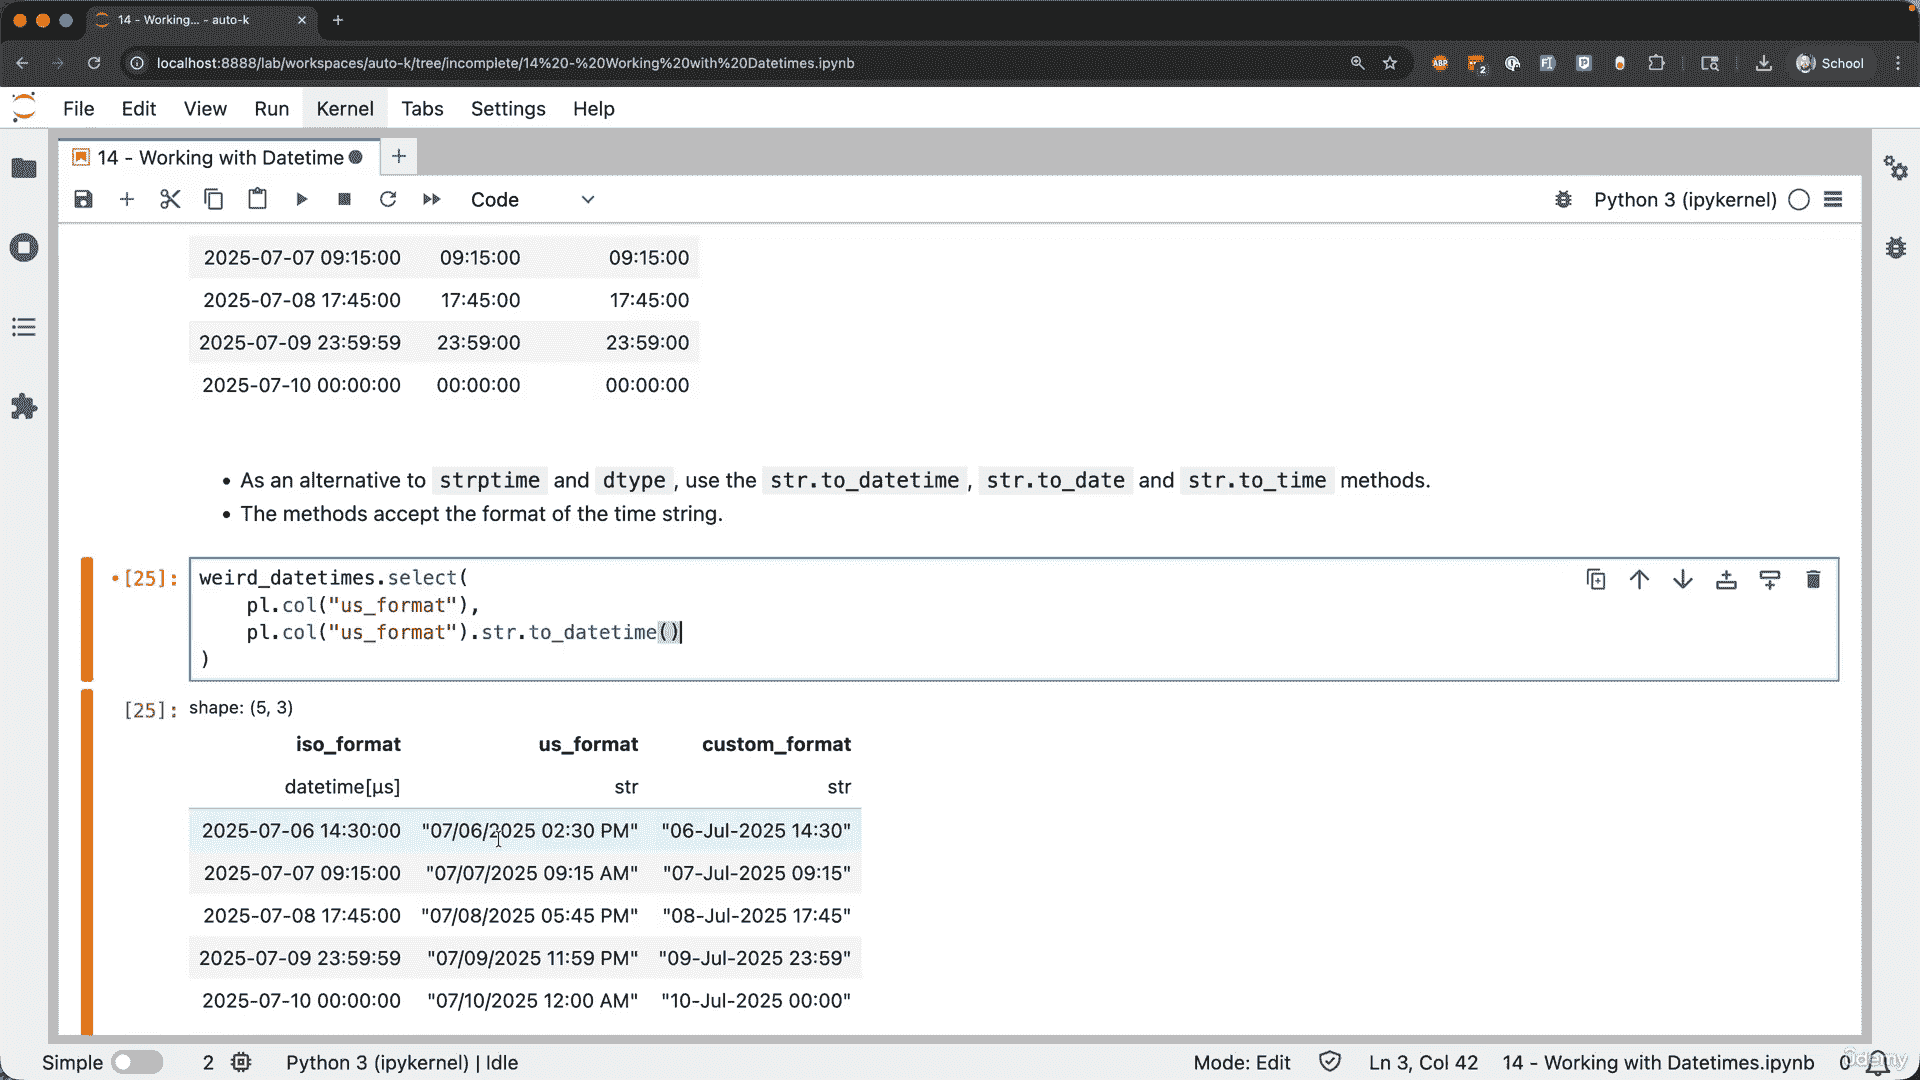 14 - Working... - auto-k
localhost:8888/lab/workspaces/auto-k/tree/incomplete/14%20-%20Working%20with%20Datetimes.ipynb
ABP
2
School
File Edit View Run Kernel Tabs Settings Help
14 - Working with Datetime
Code
Python 3 (ipykernel)
2025-07-07 09:15:00 09:15:00 09:15:00
2025-07-08 17:45:00 17:45:00 17:45:00
2025-07-09 23:59:59 23:59:00 23:59:00
2025-07-10 00:00:00 00:00:00 00:00:00
• As an alternative to strptime and dtype, use the str.to_datetime, str.to_date and str.to_time methods.
• The methods accept the format of the time string.
[25]: weird_datetimes.select(
pl.col("us_format"),
pl.col("us_format").str.to_datetime()
)
[25]: shape: (5, 3)
iso_format us_format custom_format
datetime[μs] str str
2025-07-06 14:30:00 "07/06/2025 02:30 PM" "06-Jul-2025 14:30"
2025-07-07 09:15:00 "07/07/2025 09:15 AM" "07-Jul-2025 09:15"
2025-07-08 17:45:00 "07/08/2025 05:45 PM" "08-Jul-2025 17:45"
2025-07-09 23:59:59 "07/09/2025 11:59 PM" "09-Jul-2025 23:59"
2025-07-10 00:00:00 "07/10/2025 12:00 AM" "10-Jul-2025 00:00"
Simple 2 Python 3 (ipykernel) | Idle Mode: Edit Ln 3, Col 42 14 - Working with Datetimes.ipynb 0
udemy